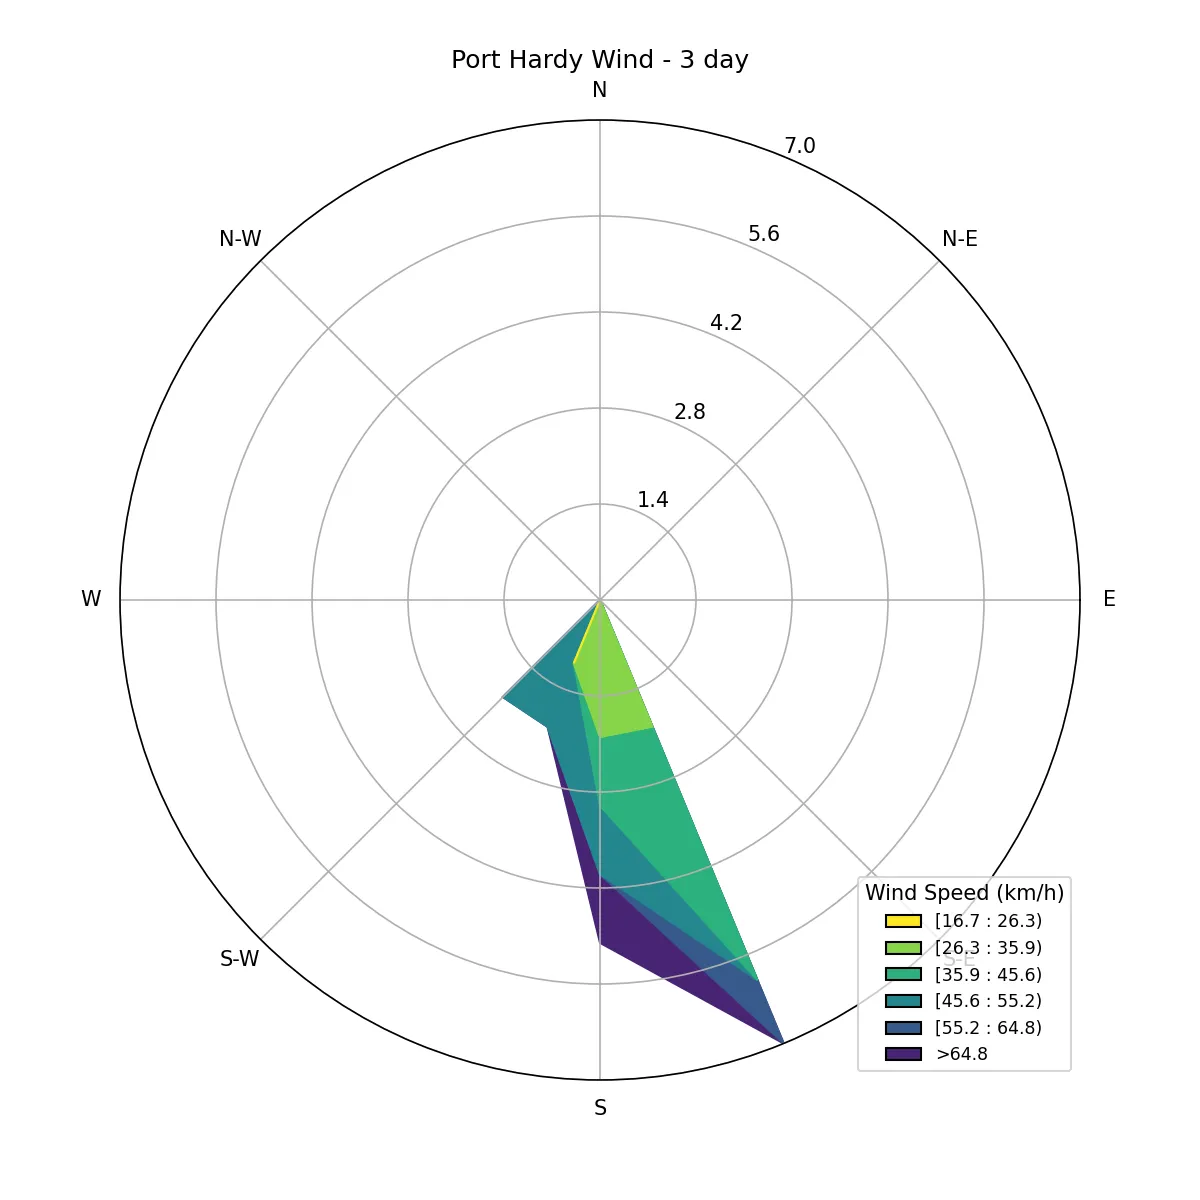 Port Hardy Wind - 3 day
N
7.0
N-W
5.6
N-E
4.2
2.8
1.4
W
E
Wind Speed (km/h)
[16.7 : 26.3)
[26.3 : 35.9)
S-W
S-E
[35.9 : 45.6)
[45.6 : 55.2)
[55.2 : 64.8)
>64.8
S